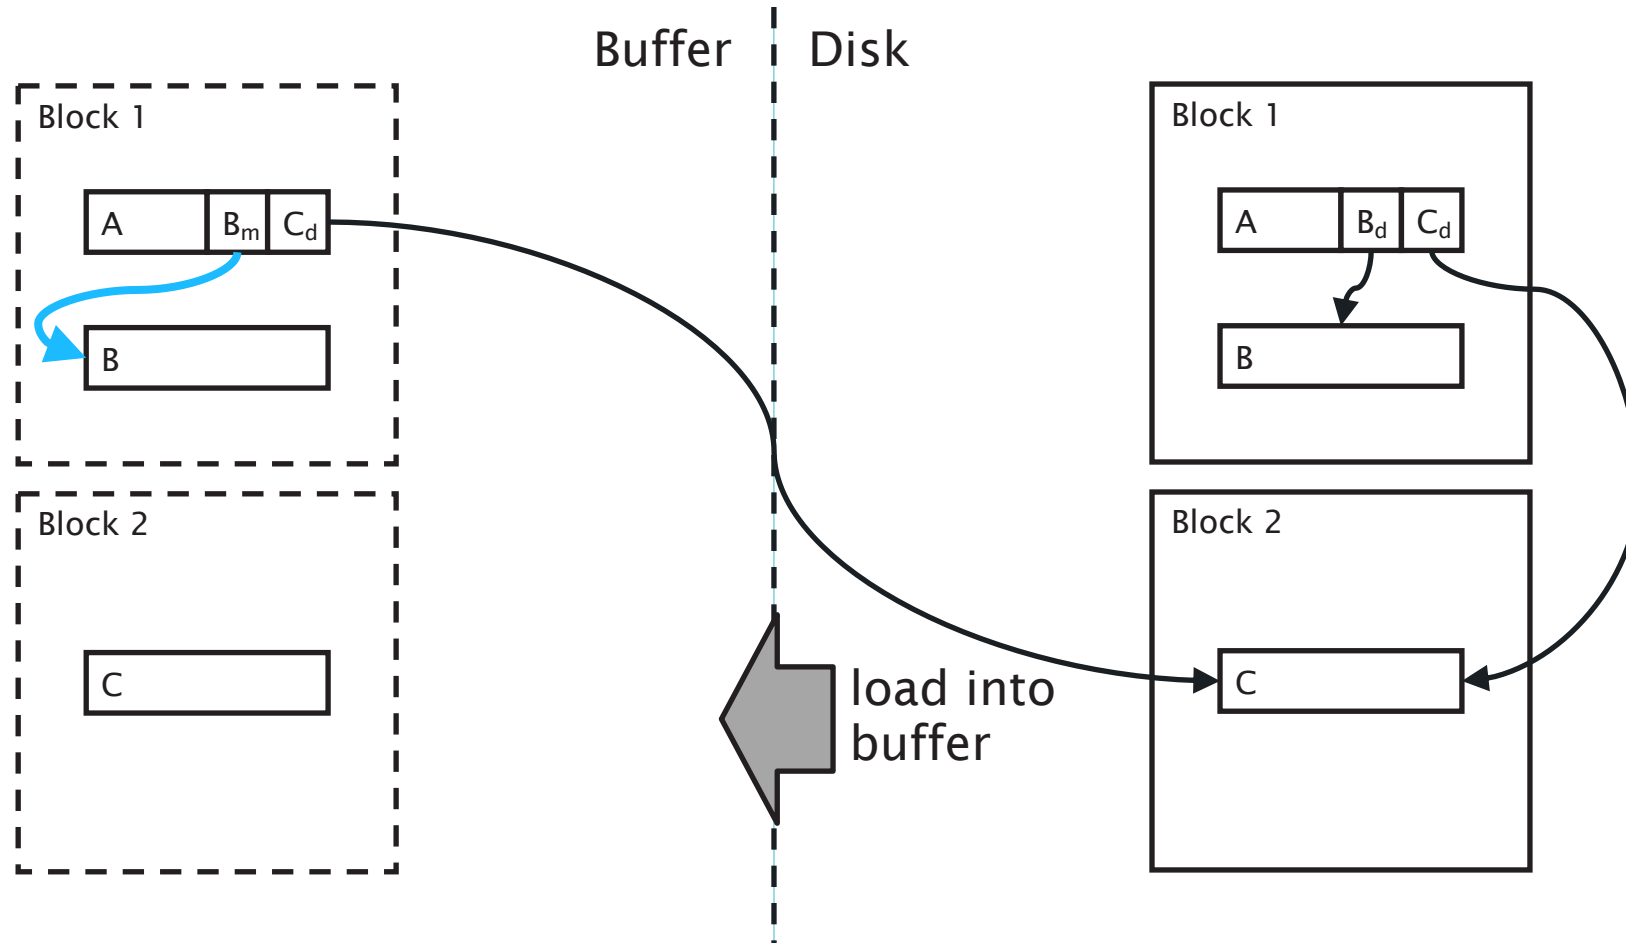 Buffer
Disk
Block 1
A
Bm
Cd
B
Block 2
C
Block 1
A
Bd
Cd
B
Block 2
C
load into
buffer